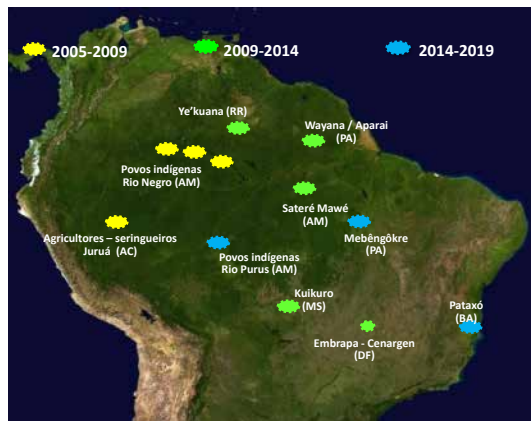 2005-2009
2009-2014
2014-2019
Ye'kuana (RR)
Wayana / Aparai
(PA)
Povos indígenas
Rio Negro (AM)
Sateré Mawé
(AM)
Agricultores – seringueiros
Juruá (AC)
Povos indígenas
Rio Purus (AM)
Mebêngôkre
(PA)
Kuikuro
(MS)
Pataxó
(BA)
Embrapa - Cenargen
(DF)